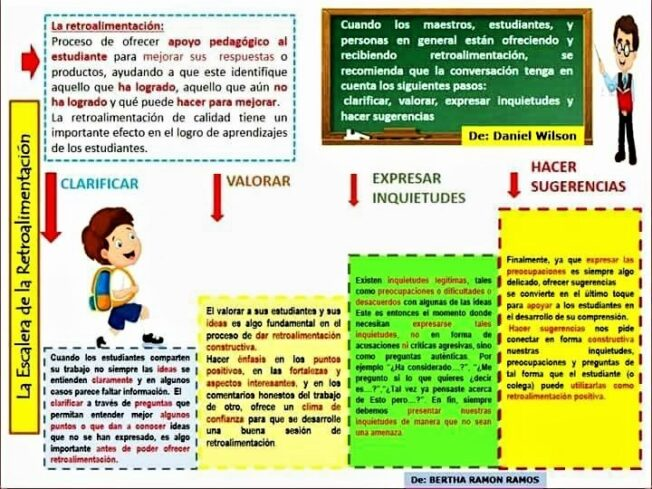 La retroalimentación:
Proceso de ofrecer apoyo pedagógico al
estudiante para mejorar sus respuestas o
productos, ayudando a que este identifique
aquello que ha logrado, aquello que aún no
ha logrado y qué puede hacer para mejorar.
La retroalimentación de calidad tiene un
importante efecto en el logro de aprendizajes
de los estudiantes.
Cuando los maestros, estudiantes, y
personas en general están ofreciendo y
recibiendo retroalimentación, se
recomienda que la conversación tenga en
cuenta los siguientes pasos:
clarificar, valorar, expresar inquietudes y
hacer sugerencias
De: Daniel Wilson
La Escalera de la Retroalimentación
CLARIFICAR
Cuando los estudiantes comparten
su trabajo no siempre las ideas se
entienden claramente y en algunos
casos parece faltar información. El
clarificar a través de preguntas que
permitan entender mejor algunos
puntos o que dan a conocer ideas
que no se han expresado, es algo
importante antes de poder ofrecer
retroalimentación.
VALORAR
El valorar a sus estudiantes y sus
ideas es algo fundamental en el
proceso de dar retroalimentación
constructiva.
Hacer énfasis en los puntos
positivos, en las fortalezas y
aspectos interesantes, y en los
comentarios honestos del trabajo
de otro, ofrece un clima de
confianza para que se desarrolle
una buena sesión de
retroalimentación
EXPRESAR
INQUIETUDES
Existen inquietudes legítimas, tales
como preocupaciones o dificultades o
desacuerdos con algunas de las ideas
Este es entonces el momento donde
necesitan expresarse tales
inquietudes, no en forma de
acusaciones ni críticas agresivas, sino
como preguntas auténticas. Por
ejemplo "¿Ha considerado…?", "¿Me
pregunto si lo que quieres ¿decir
es…?","¿Tal vez ya pensaste acerca
de Esto pero…?". En fin, siempre
debemos presentar nuestras
inquietudes de manera que no sean
una amenaza.
HACER
SUGERENCIAS
Finalmente, ya que expresar las
preocupaciones es siempre algo
delicado, ofrecer sugerencias
se convierte en el último toque
para apoyar a los estudiantes en
el desarrollo de su comprensión.
Hacer sugerencias nos pide
conectar en forma constructiva
nuestras inquietudes,
preocupaciones y preguntas de
tal forma que el estudiante (o
colega) puede utilizarlas como
retroalimentación positiva.
De: BERTHA RAMON RAMOS